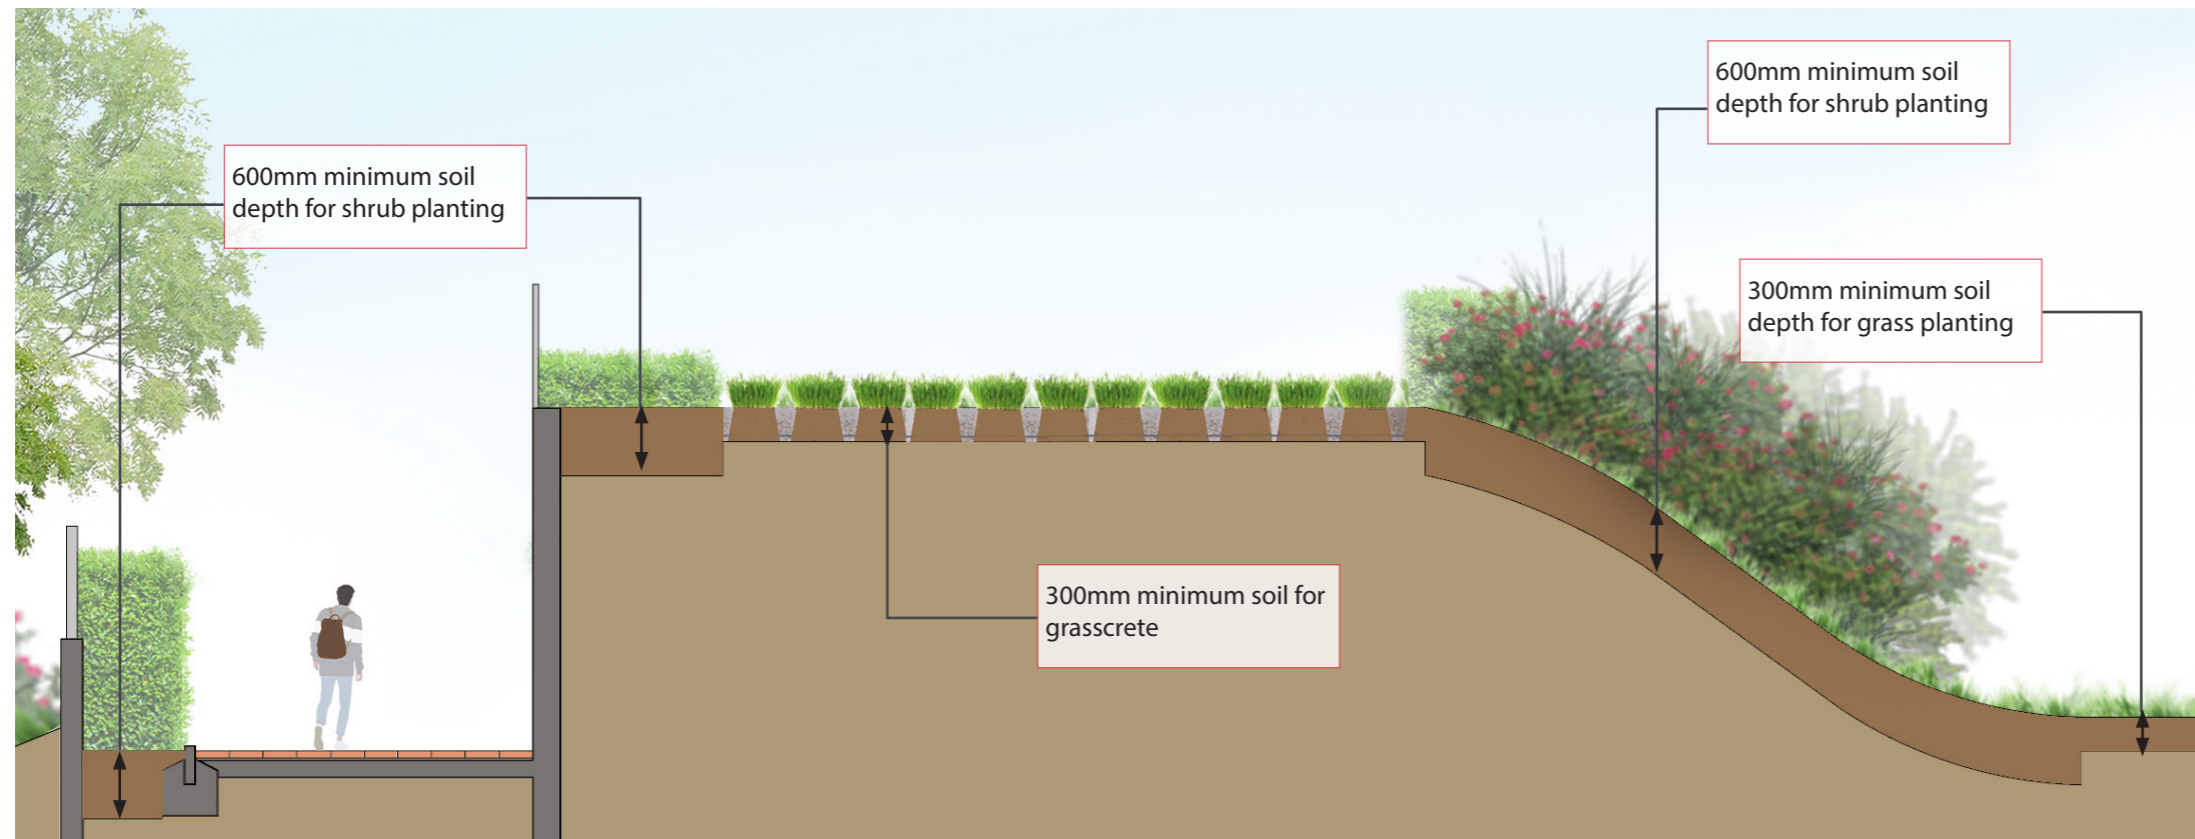 600mm minimum soil
depth for shrub planting
600mm minimum soil
depth for shrub planting
300mm minimum soil
depth for grass planting
300mm minimum soil for
grasscrete